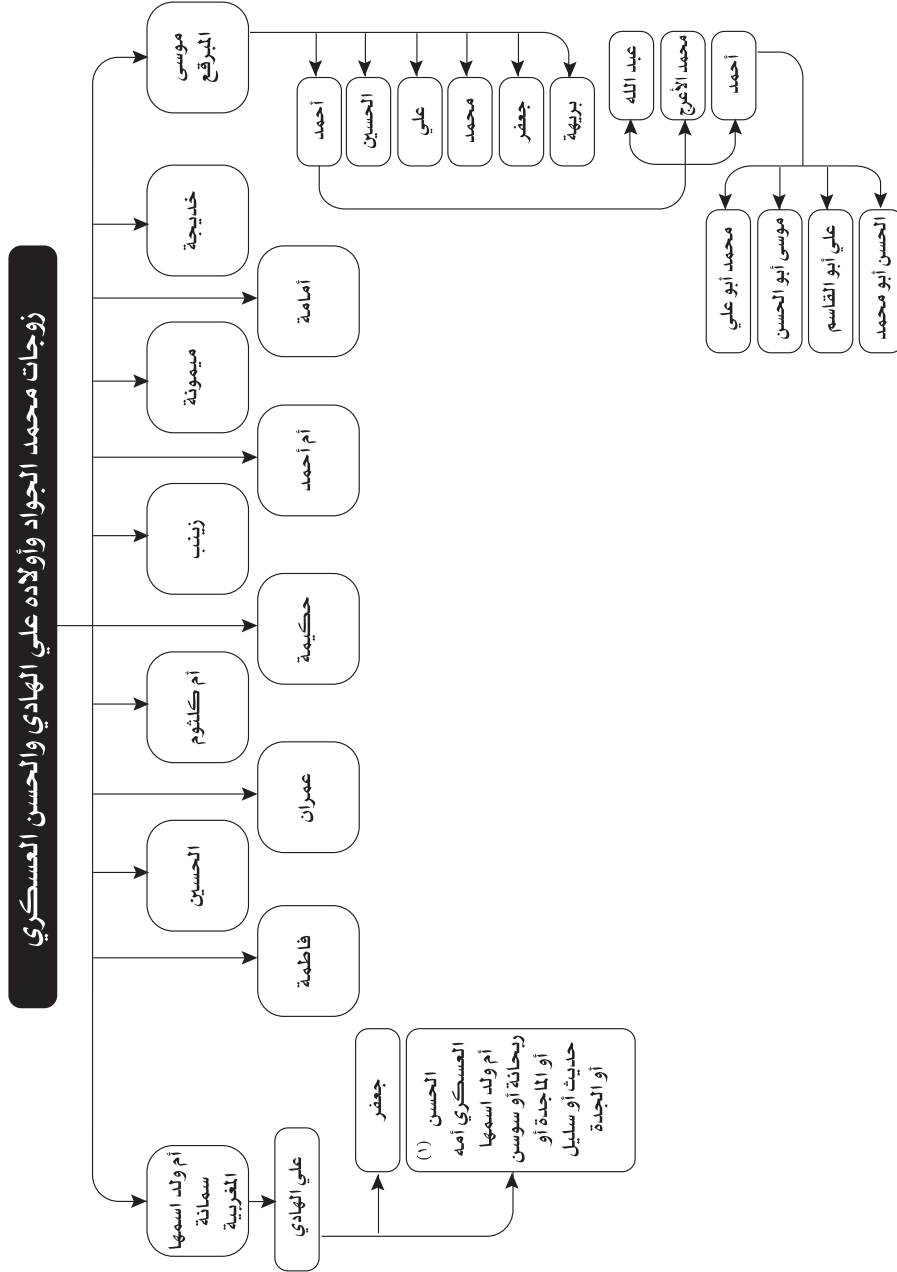 زوجات محمد الجواد وأولاده علي الهادي والحسن العسكري
موسى
المبرقع
خديجة
أمامة
ميمونة
أم أحمد
زينب
حكيمة
أم كلثوم
عمران
الحسين
فاطمة
أم ولد اسمها
سمانة
المغربية
أحمد
الحسين
علي
محمد
جعفر
بريهة
عبد الله
محمد الأعرج
أحمد
محمد أبو علي
موسى أبو الحسن
علي أبو القاسم
الحسن أبو محمد
علي الهادي
جعفر
الحسن (١)
العسكري أمه
أم ولد اسمها
ريحانة أو سوسن
أو الماجدة أو
حديث أو سليل
أو الجدة